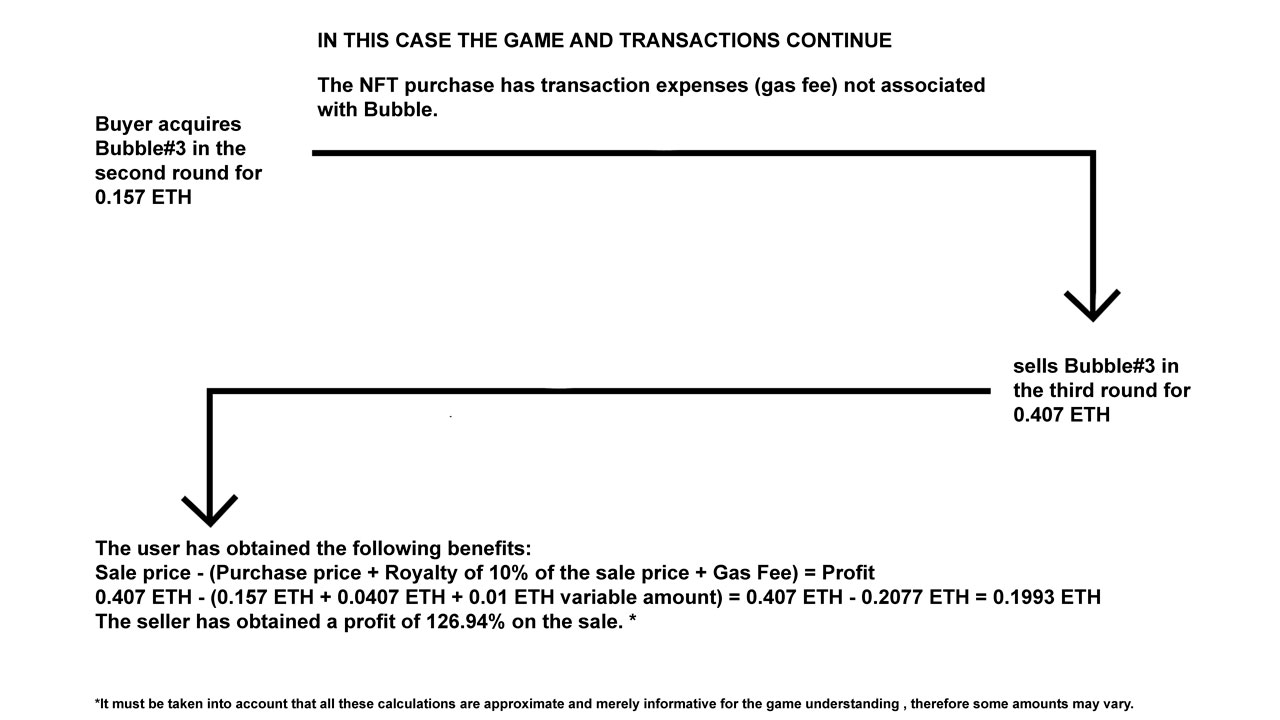 IN THIS CASE THE GAME AND TRANSACTIONS CONTINUE
The NFT purchase has transaction expenses (gas fee) not associated
with Bubble.
Buyer acquires
Bubble#3 in the
second round for
0.157 ETH
sells Bubble#3 in
the third round for
0.407 ETH
The user has obtained the following benefits:
Sale price - (Purchase price + Royalty of 10% of the sale price + Gas Fee) = Profit
0.407 ETH - (0.157 ETH + 0.0407 ETH + 0.01 ETH variable amount) = 0.407 ETH - 0.2077 ETH = 0.1993 ETH
The seller has obtained a profit of 126.94% on the sale. *
*It must be taken into account that all these calculations are approximate and merely informative for the game understanding , therefore some amounts may vary.